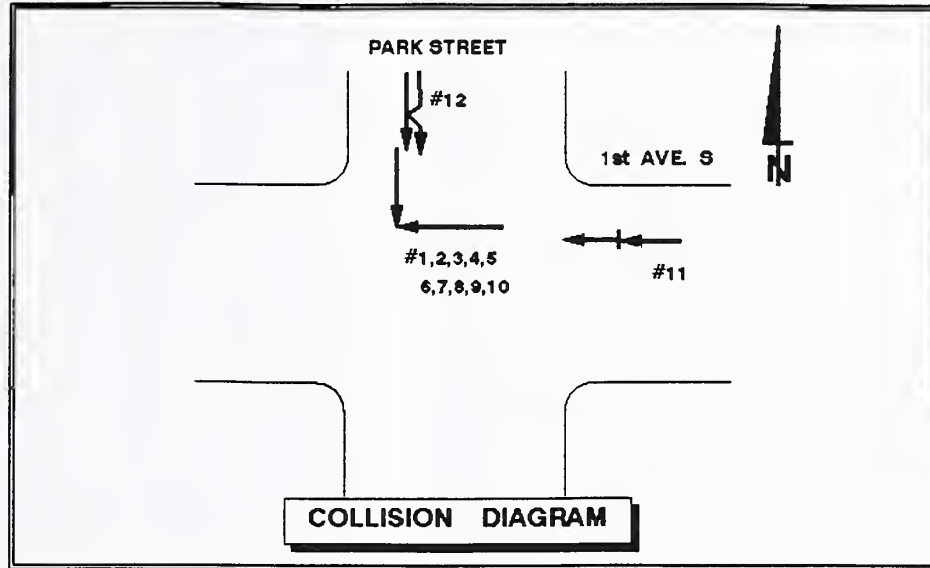 PARK STREET
#12
1st AVE. S
N
#1,2,3,4,5
6,7,8,9,10
#11
COLLISION DIAGRAM